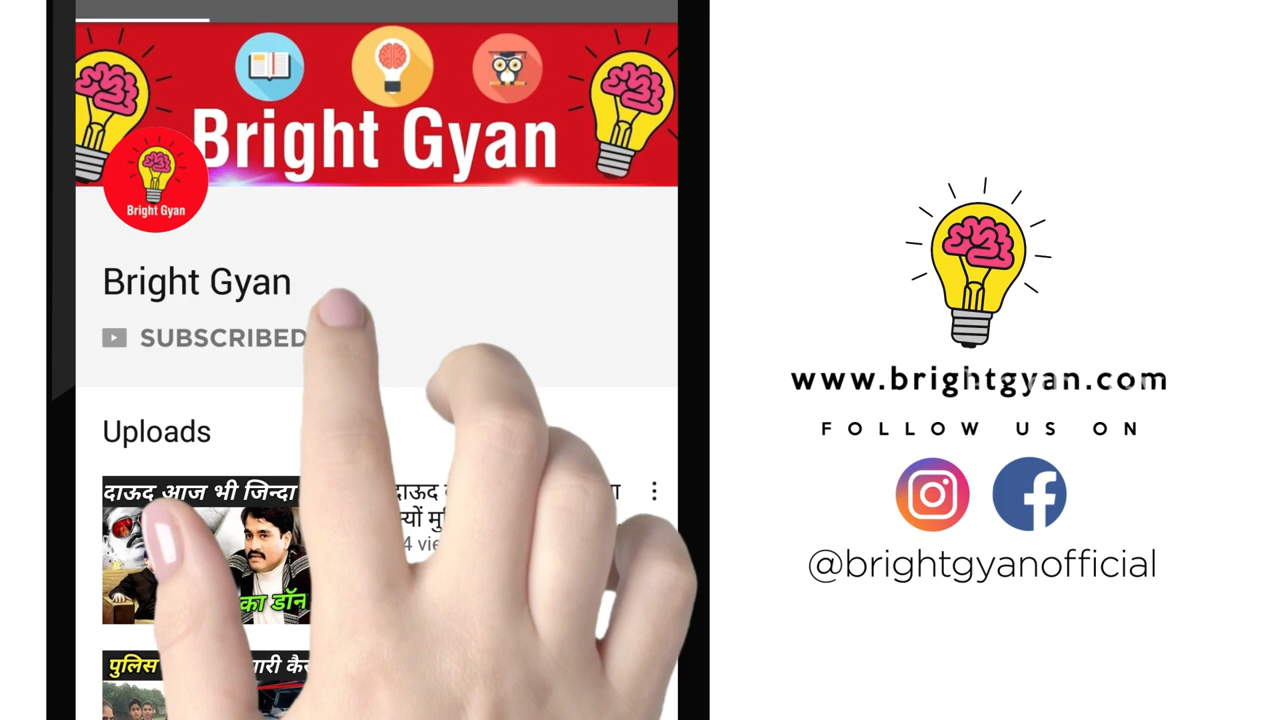 Bright Gyan
Bright Gyan
Bright Gyan
SUBSCRIBED
Uploads
दाऊद आज भी जिन्दा
का डॉन
पुलिस
www.brightgyan.com
FOLLOW US ON
@brightgyanofficial